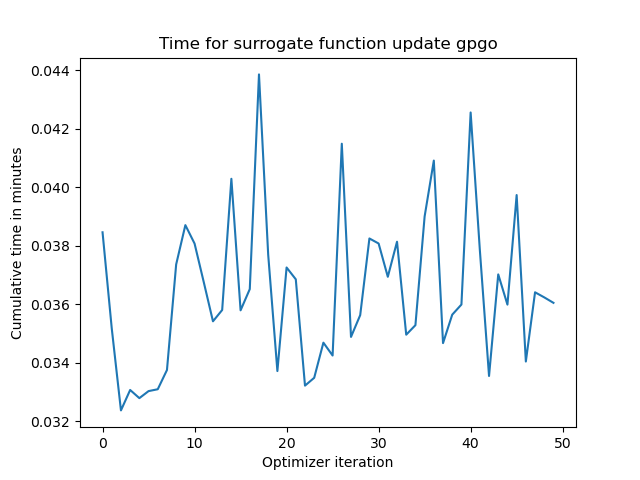 Time for surrogate function update gpgo
Cumulative time in minutes
0.044
0.042
0.040
0.038
0.036
0.034
0.032
0 10 20 30 40 50
Optimizer iteration